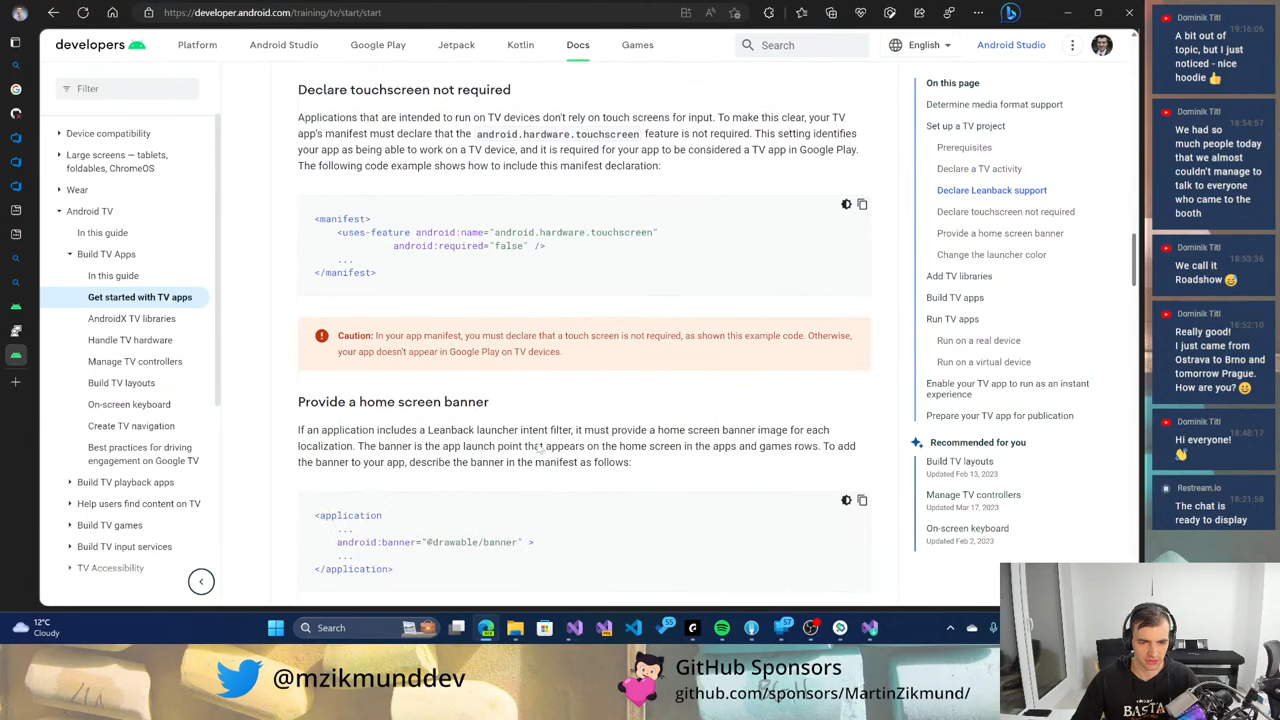 https://developer.android.com/training/tv/start/start
developers
Platform
Android Studio
Google Play
Jetpack
Kotlin
Docs
Games
Search
English
Android Studio
Filter
Device compatibility
Large screens — tablets,
foldables, ChromeOS
Wear
Android TV
In this guide
Build TV Apps
In this guide
Get started with TV apps
AndroidX TV libraries
Handle TV hardware
Manage TV controllers
Build TV layouts
On-screen keyboard
Create TV navigation
Best practices for driving
engagement on Google TV
Build TV playback apps
Help users find content on TV
Build TV games
Build TV input services
TV Accessibility
Declare touchscreen not required
Applications that are intended to run on TV devices don't rely on touch screens for input. To make this clear, your TV
app's manifest must declare that the android.hardware.touchscreen feature is not required. This setting identifies
your app as being able to work on a TV device, and it is required for your app to be considered a TV app in Google Play.
The following code example shows how to include this manifest declaration:
<manifest>
<uses-feature android:name="android.hardware.touchscreen"
android:required="false" />
...
</manifest>
Caution: In your app manifest, you must declare that a touch screen is not required, as shown this example code. Otherwise,
your app doesn't appear in Google Play on TV devices.
Provide a home screen banner
If an application includes a Leanback launcher intent filter, it must provide a home screen banner image for each
localization. The banner is the app launch point that appears on the home screen in the apps and games rows. To add
the banner to your app, describe the banner in the manifest as follows:
<application
...
android:banner="@drawable/banner" >
...
</application>
On this page
Determine media format support
Set up a TV project
Prerequisites
Declare a TV activity
Declare Leanback support
Declare touchscreen not required
Provide a home screen banner
Change the launcher color
Add TV libraries
Build TV apps
Run TV apps
Run on a real device
Run on a virtual device
Enable your TV app to run as an instant
experience
Prepare your TV app for publication
Recommended for you
Build TV layouts
Updated Feb 13, 2023
Manage TV controllers
Updated Mar 17, 2023
On-screen keyboard
Updated Feb 2, 2023
Dominik Titl
19:16:06
A bit out of
topic, but I just
noticed - nice
hoodie 👍
Dominik Titl
18:54:57
We had so
much people
today that we almost
couldn't manage to
talk to everyone
who came to the
booth
Dominik Titl
18:53:36
We call it
Roadshow 😅
Dominik Titl
18:52:10
Really good!
I just came from
Ostrava to Brno and
tomorrow Prague.
How are you? 😃
Dominik Titl
18:48:17
Hi everyone!
👋
Restream.io
18:21:58
The chat is
ready to display
12°C
Cloudy
Search
55
57
@mzikmunddev
GitHub Sponsors
github.com/sponsors/MartinZikmund/
BASTA